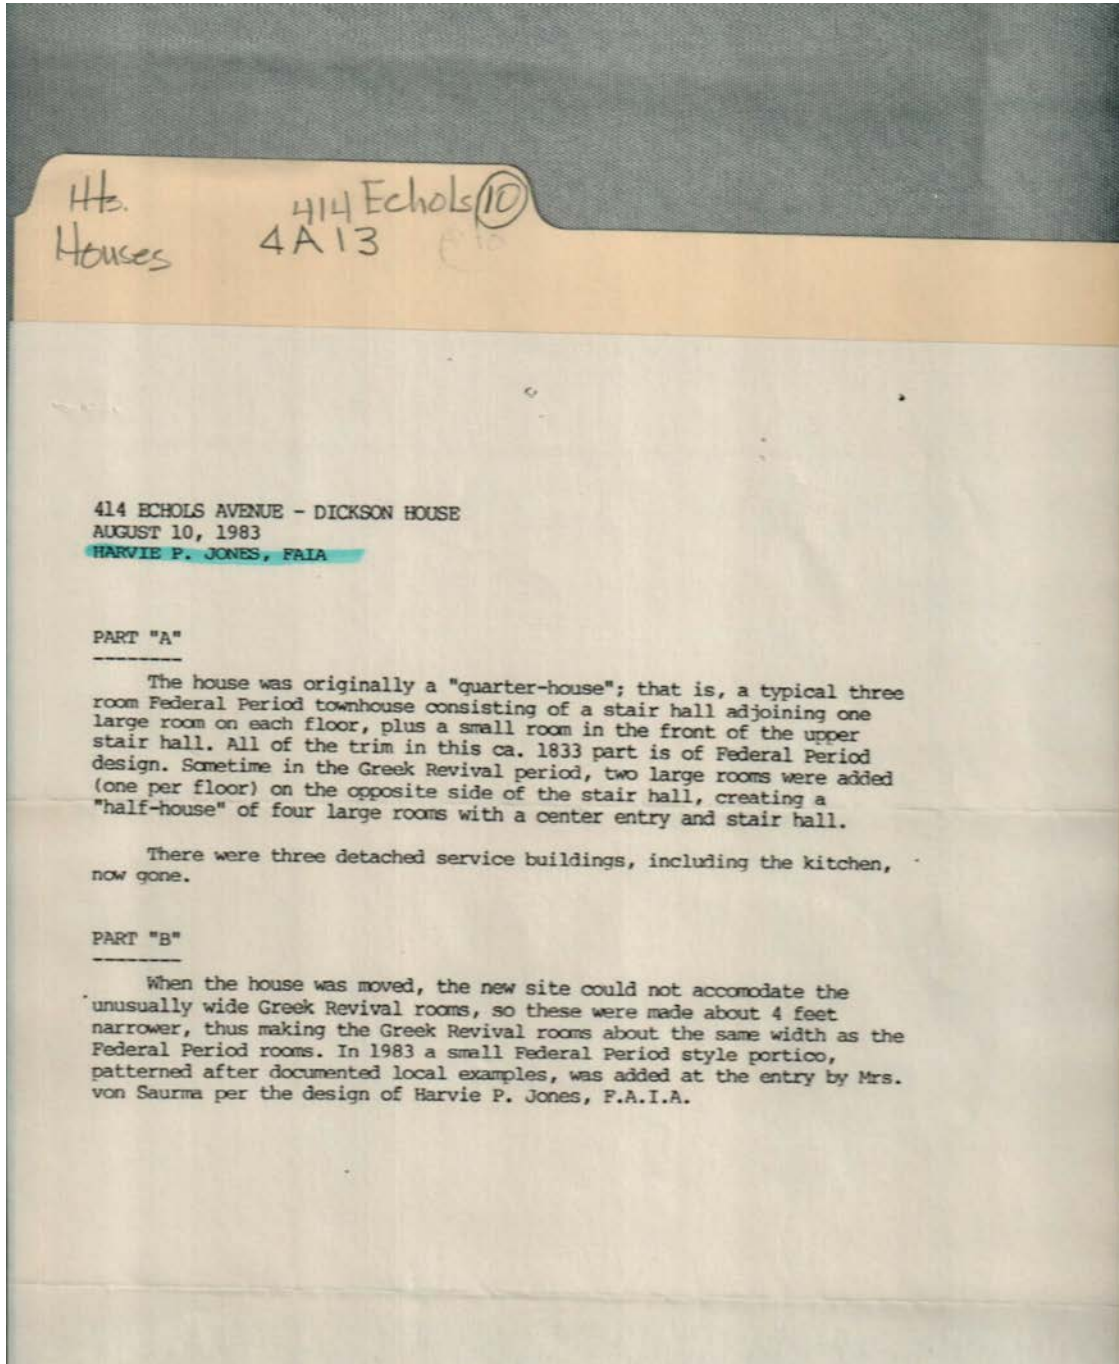 Hts. 414 Echols 10
Houses 4A13
414 ECHOLS AVENUE - DICKSON HOUSE
AUGUST 10, 1983
HARVIE P. JONES, FAIA
PART "A"
The house was originally a "quarter-house"; that is, a typical three
room Federal Period townhouse consisting of a stair hall adjoining one
large room on each floor, plus a small room in the front of the upper
stair hall. All of the trim in this ca. 1833 part is of Federal Period
design. Sometime in the Greek Revival period, two large rooms were added
(one per floor) on the opposite side of the stair hall, creating a
"half-house" of four large rooms with a center entry and stair hall.
There were three detached service buildings, including the kitchen,
now gone.
PART "B"
When the house was moved, the new site could not accomodate the
unusually wide Greek Revival rooms, so these were made about 4 feet
narrower, thus making the Greek Revival rooms about the same width as the
Federal Period rooms. In 1983 a small Federal Period style portico,
patterned after documented local examples, was added at the entry by Mrs.
von Saurma per the design of Harvie P. Jones, F.A.I.A.